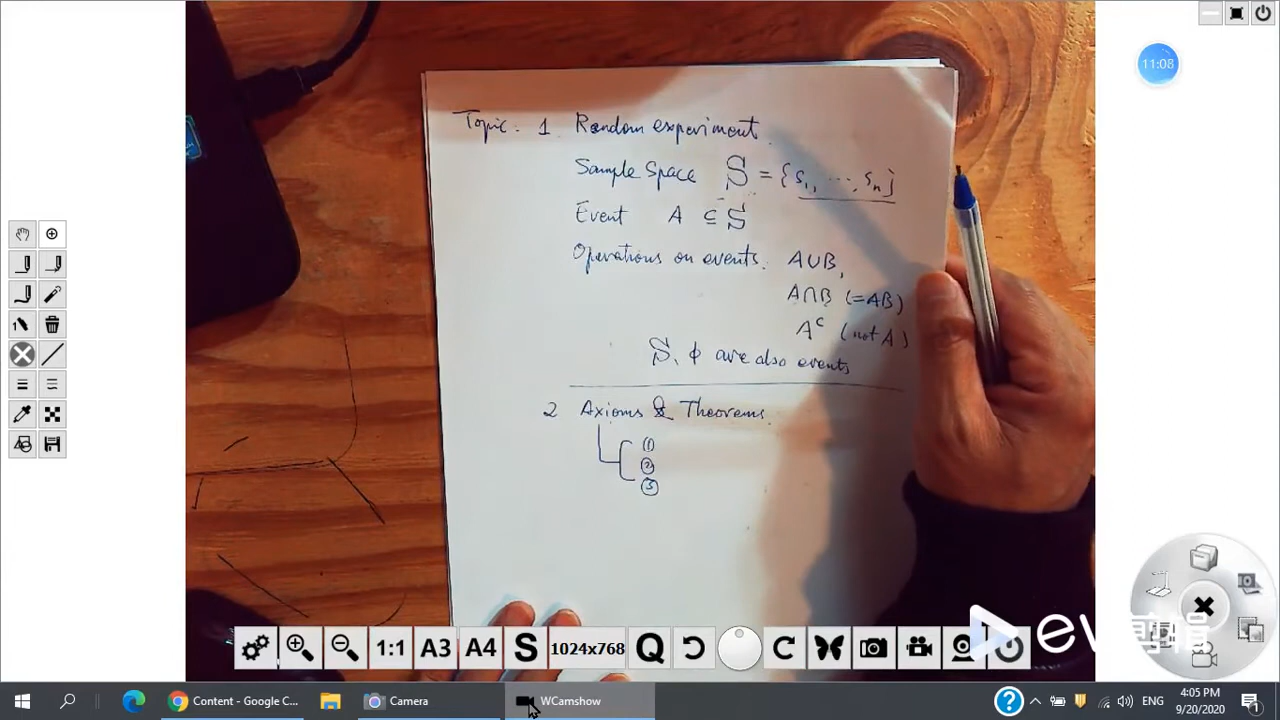 11:08
Topic: 1. Random experiment
Sample Space S = {s₁, ..., sₙ}
Event A ⊆ S
Operations on events: A∪B,
A∩B (=AB)
Aᶜ (not A)
S, ϕ are also events
2 Axioms & Theorems
①
②
③
1:1 A3 A4 S 1024x768 Q
Content - Google C... Camera WCamshow
ENG 4:05 PM
9/20/2020